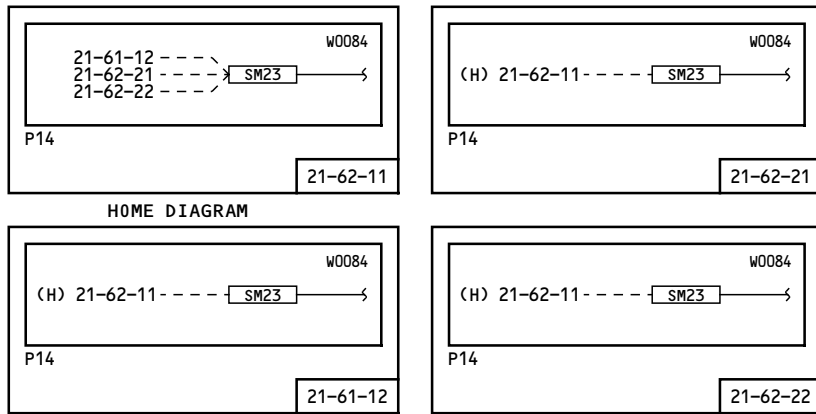 W0084
21-61-12
21-62-21 SM23
21-62-22
P14
21-62-11
HOME DIAGRAM
W0084
(H) 21-62-11 SM23
P14
21-62-21
W0084
(H) 21-62-11 SM23
P14
21-61-12
W0084
(H) 21-62-11 SM23
P14
21-62-22